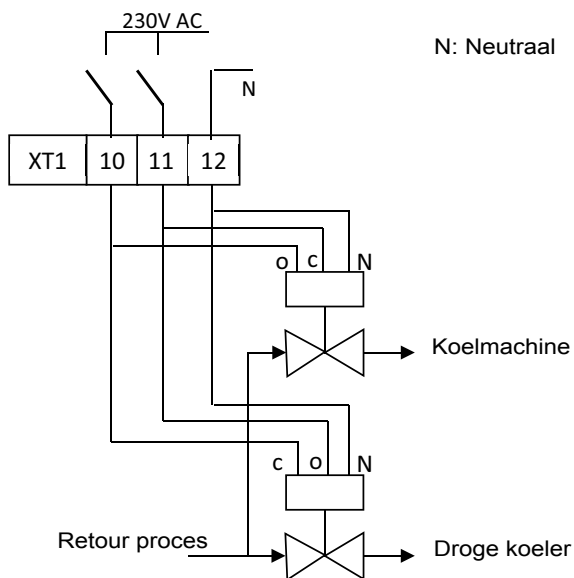 230V AC
N: Neutraal
N
XT1 10 11 12
o c N
Koelmachine
c o N
Retour proces
Droge koeler